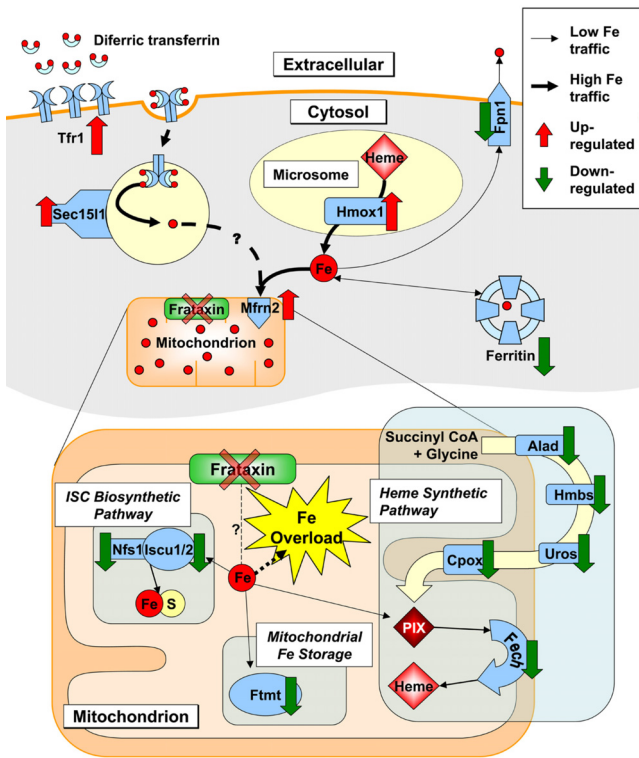 Diferric transferrin
Extracellular
Low Fe
traffic
High Fe
traffic
Up-
regulated
Down-
regulated
Tfr1
Cytosol
Fpn1
Heme
Microsome
Hmox1
Sec15l1
?
Fe
Frataxin
Mfrn2
Mitochondrion
Ferritin
Succinyl CoA
+ Glycine
Alad
Frataxin
ISC Biosynthetic
Pathway
Heme Synthetic
Pathway
Hmbs
?
Fe
Overload
Nfs1
Iscu1/2
Cpox
Uros
Fe
Fe
S
PIX
Mitochondrial
Fe Storage
Fech
Ftmt
Heme
Mitochondrion